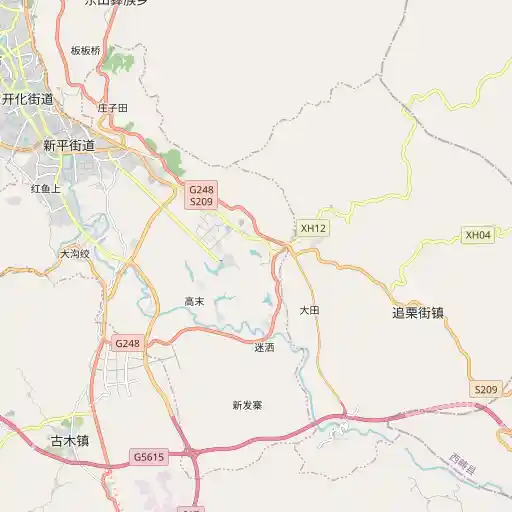 东山彝族乡
板板桥
开化街道
庄子田
新平街道
红鱼上
G248
S209
XH12
XH04
大沟绞
高末
大田
追栗街镇
G248
迷洒
S209
新发寨
古木镇
G5615
西畴县